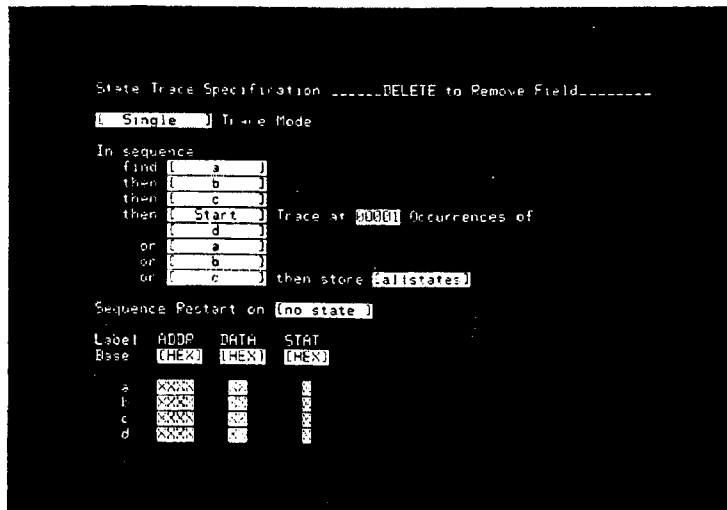 State Trace Specification ______DELETE to Remove Field________
[ Single ] Trace Mode
In sequence
find [ a ]
then [ b ]
then [ c ]
then [ Start ] Trace at 00001 Occurrences of
[ d ]
or [ a ]
or [ b ]
or [ c ] then store [allstates]
Sequence Restart on [no state ]
Label ADDR DATA STAT
Base [HEX] [HEX] [HEX]
a XXXX XX X
b XXXX XX X
c XXXX XX X
d XXXX XX X